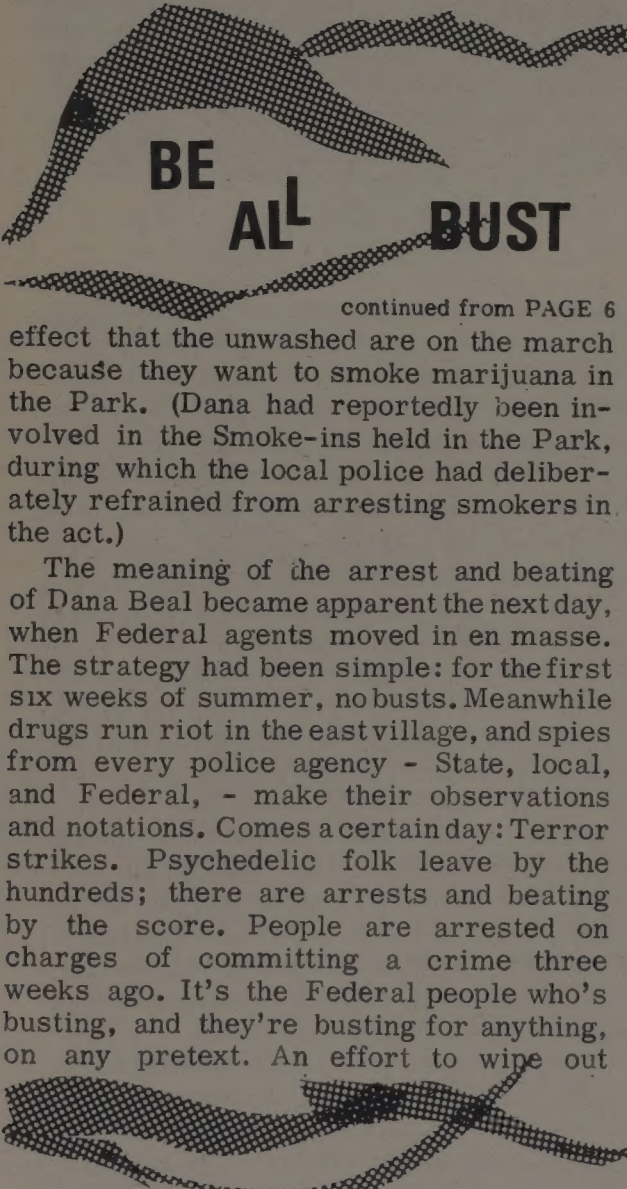 BE
ALL BUST
continued from PAGE 6
effect that the unwashed are on the march
because they want to smoke marijuana in
the Park. (Dana had reportedly been in-
volved in the Smoke-ins held in the Park,
during which the local police had deliber-
ately refrained from arresting smokers in
the act.)
The meaning of the arrest and beating
of Dana Beal became apparent the next day,
when Federal agents moved in en masse.
The strategy had been simple: for the first
six weeks of summer, no busts. Meanwhile
drugs run riot in the east village, and spies
from every police agency - State, local,
and Federal, - make their observations
and notations. Comes a certain day: Terror
strikes. Psychedelic folk leave by the
hundreds; there are arrests and beating
by the score. People are arrested on
charges of committing a crime three
weeks ago. It's the Federal people who's
busting, and they're busting for anything,
on any pretext. An effort to wipe out